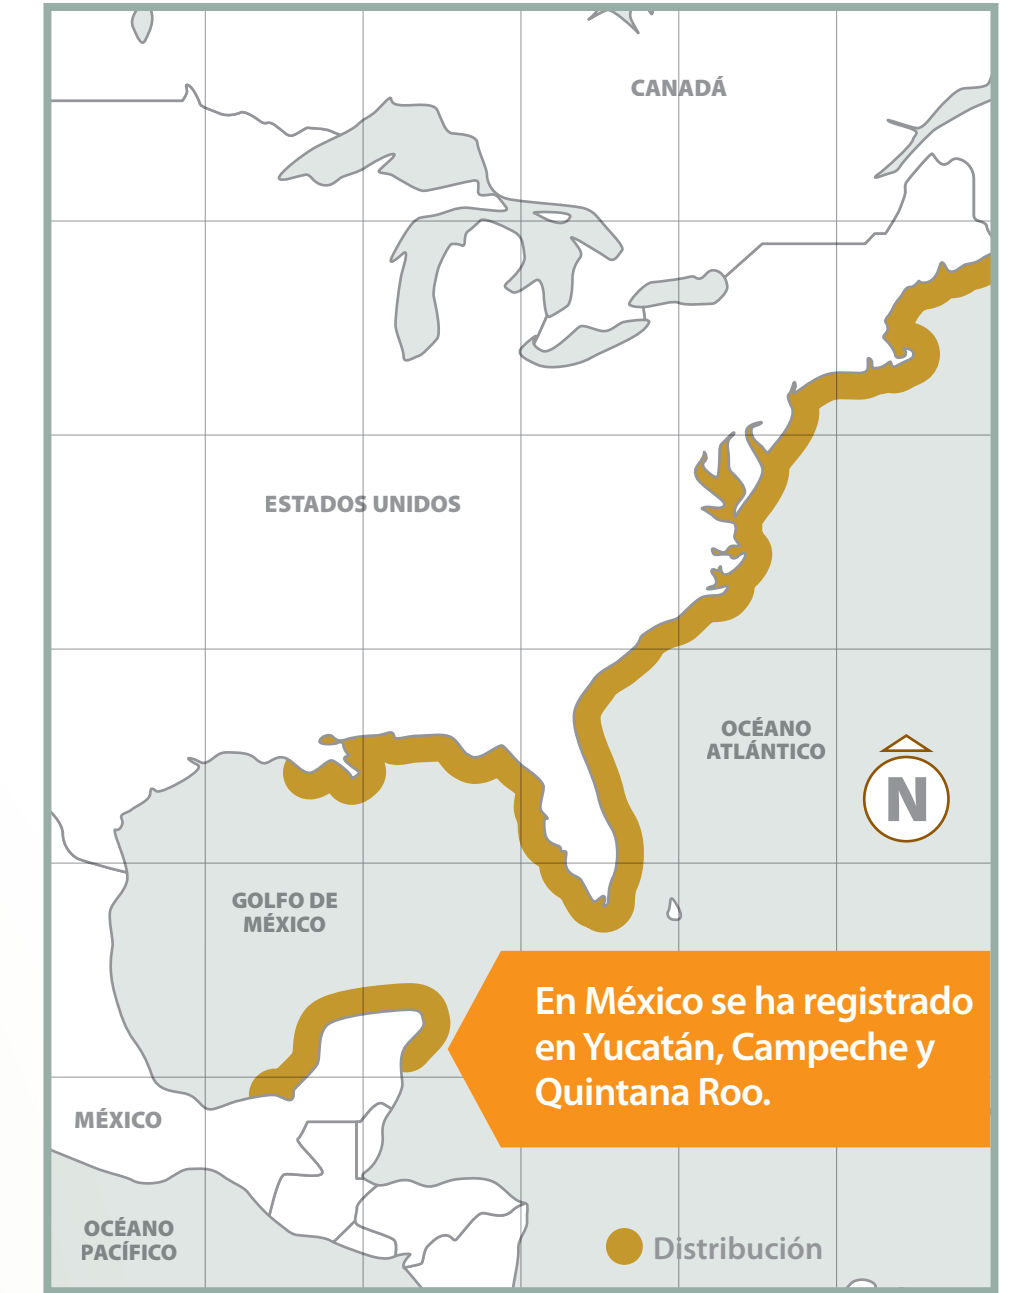 CANADÁ
ESTADOS UNIDOS
OCÉANO
ATLÁNTICO
N
GOLFO DE
MÉXICO
En México se ha registrado
en Yucatán, Campeche y
Quintana Roo.
MÉXICO
OCÉANO
PACÍFICO
Distribución